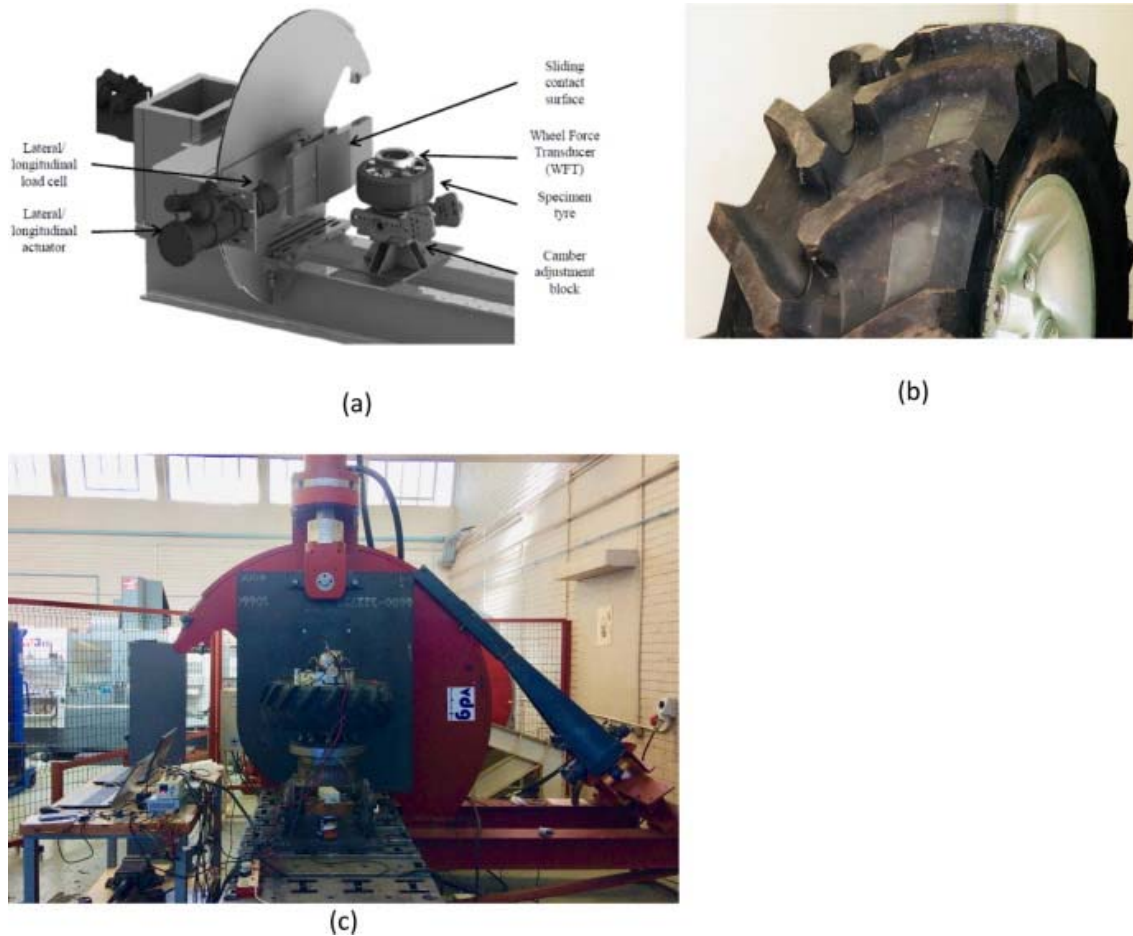 Sliding
contact
surface
Lateral/
longitudinal
load cell
Wheel Force
Transducer
(WFT)
Specimen
tyre
Lateral/
longitudinal
actuator
Camber
adjustment
block
(a)
(b)
vdg
(c)